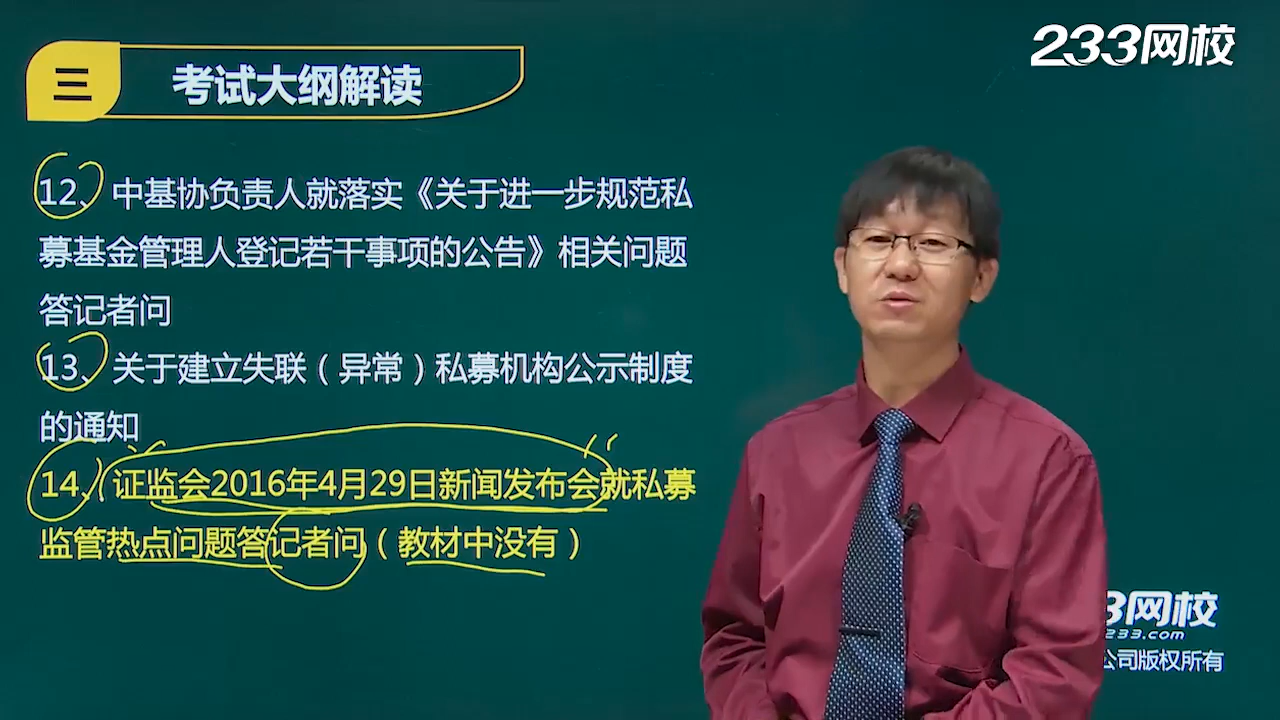 233网校
三 考试大纲解读
12、中基协负责人就落实《关于进一步规范私
募基金管理人登记若干事项的公告》相关问题
答记者问
13、关于建立失联（异常）私募机构公示制度
的通知
14、证监会2016年4月29日新闻发布会就私募
监管热点问题答记者问（教材中没有）
3网校
233.com
公司版权所有